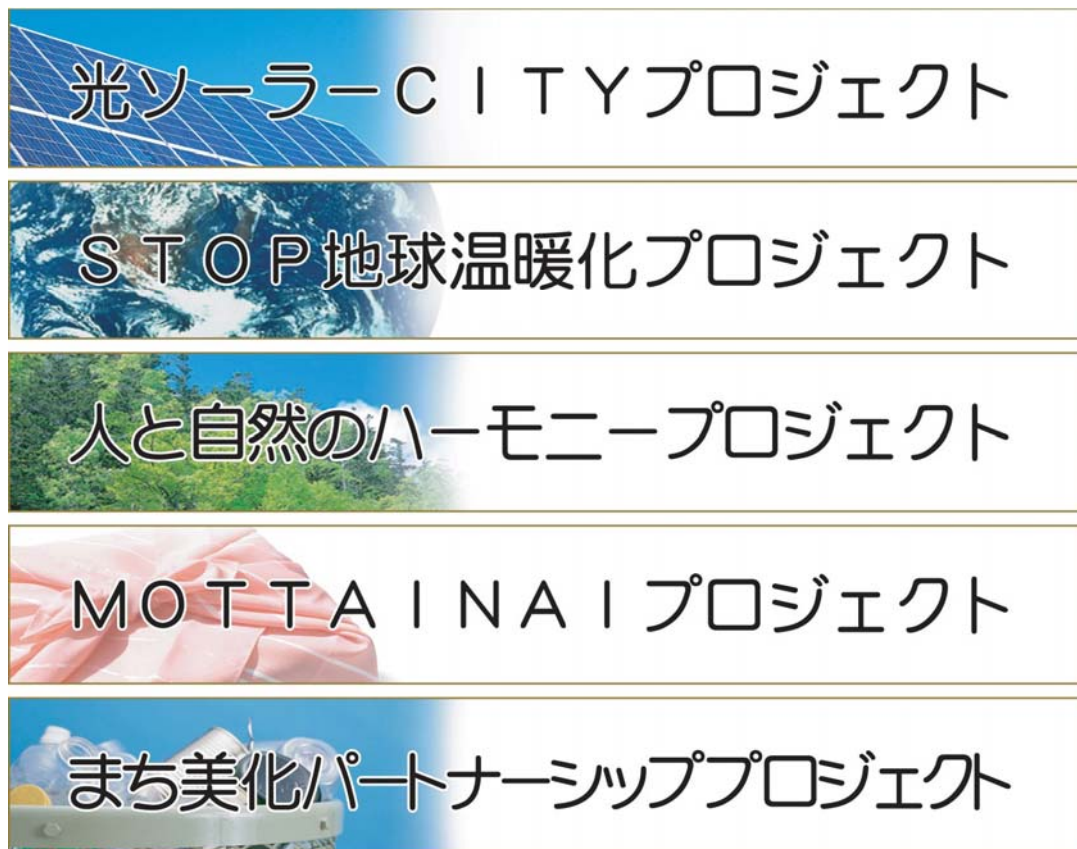 光ソーラーＣＩＴＹプロジェクト
ＳＴＯＰ地球温暖化プロジェクト
人と自然のハーモニープロジェクト
ＭＯＴＴＡＩＮＡＩプロジェクト
まち美化パートナーシッププロジェクト